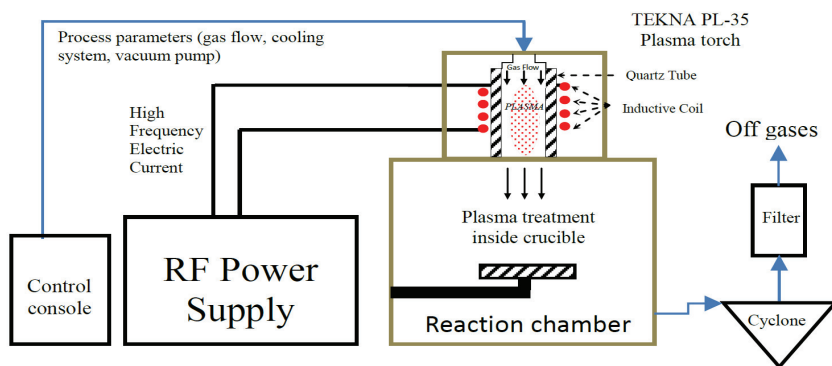 Process parameters (gas flow, cooling
system, vacuum pump)
TEKNA PL-35
Plasma torch
Gas Flow
Quartz Tube
PLASMA
Inductive Coil
High
Frequency
Electric
Current
Off gases
Filter
Plasma treatment
inside crucible
Control
console
RF Power
Supply
Reaction chamber
Cyclone